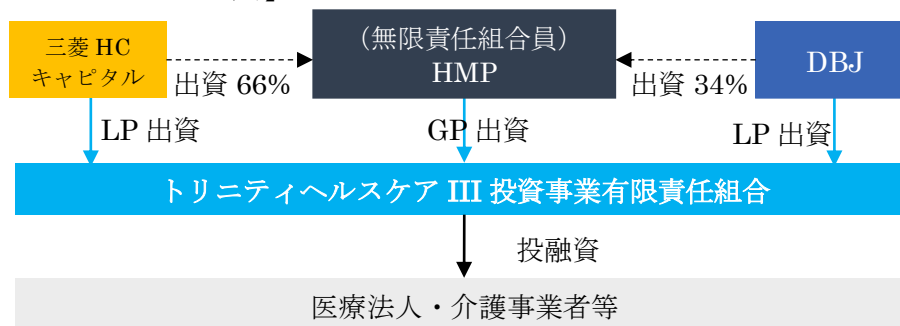 三菱 HC
キャピタル
出資 66%
（無限責任組合員）
HMP
出資 34%
DBJ
LP 出資
GP 出資
LP 出資
トリニティヘルスケア III 投資事業有限責任組合
投融資
医療法人・介護事業者等